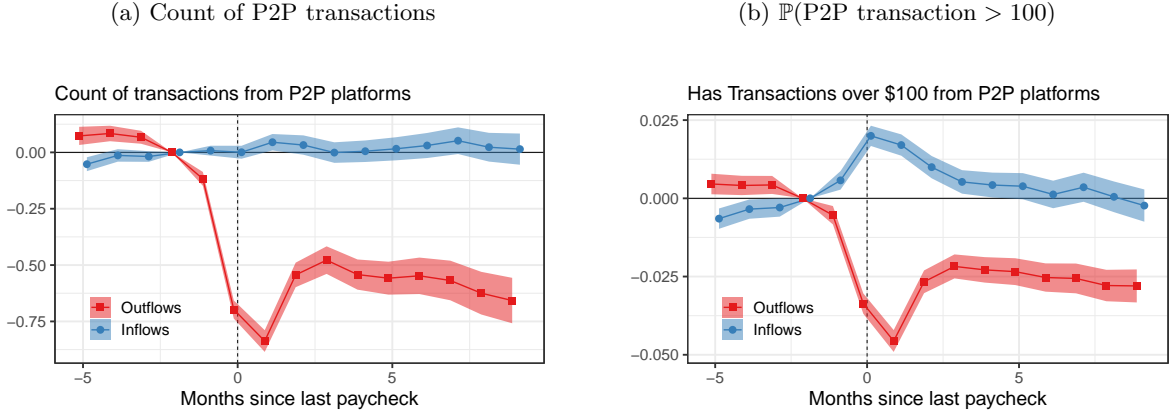 (a) Count of P2P transactions
Count of transactions from P2P platforms
0.00
−0.25
−0.50
−0.75
Outflows
Inflows
−5
0
5
Months since last paycheck
(b) ℙ(P2P transaction > 100)
Has Transactions over $100 from P2P platforms
0.025
0.000
−0.025
−0.050
Outflows
Inflows
−5
0
5
Months since last paycheck